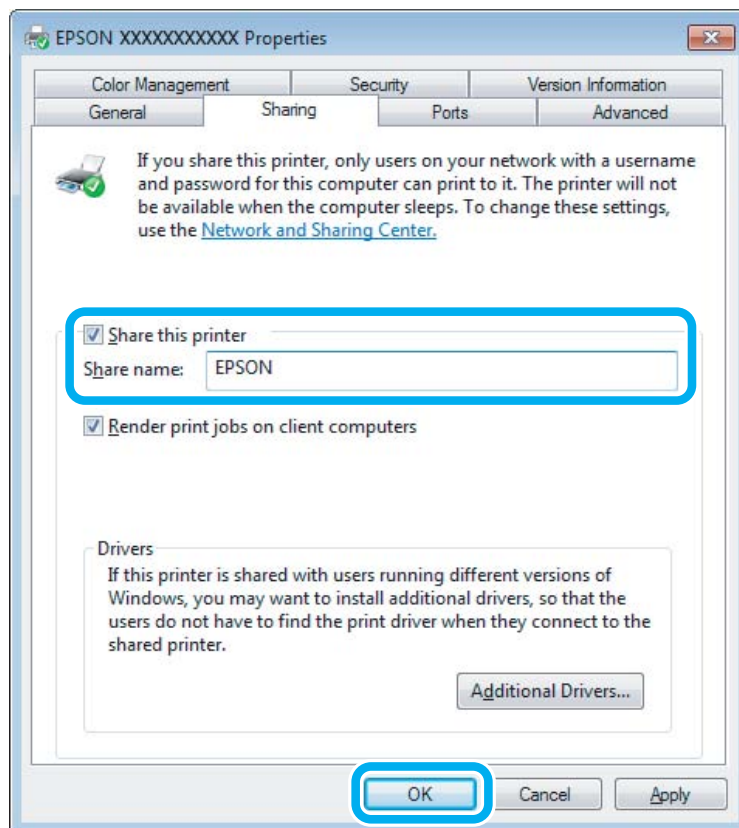 EPSON XXXXXXXXXXX Properties
Color Management Security Version Information
General Sharing Ports Advanced
If you share this printer, only users on your network with a username
and password for this computer can print to it. The printer will not
be available when the computer sleeps. To change these settings,
use the Network and Sharing Center.
Share this printer
Share name: EPSON
Render print jobs on client computers
Drivers
If this printer is shared with users running different versions of
Windows, you may want to install additional drivers, so that the
users do not have to find the print driver when they connect to the
shared printer.
Additional Drivers...
OK Cancel Apply